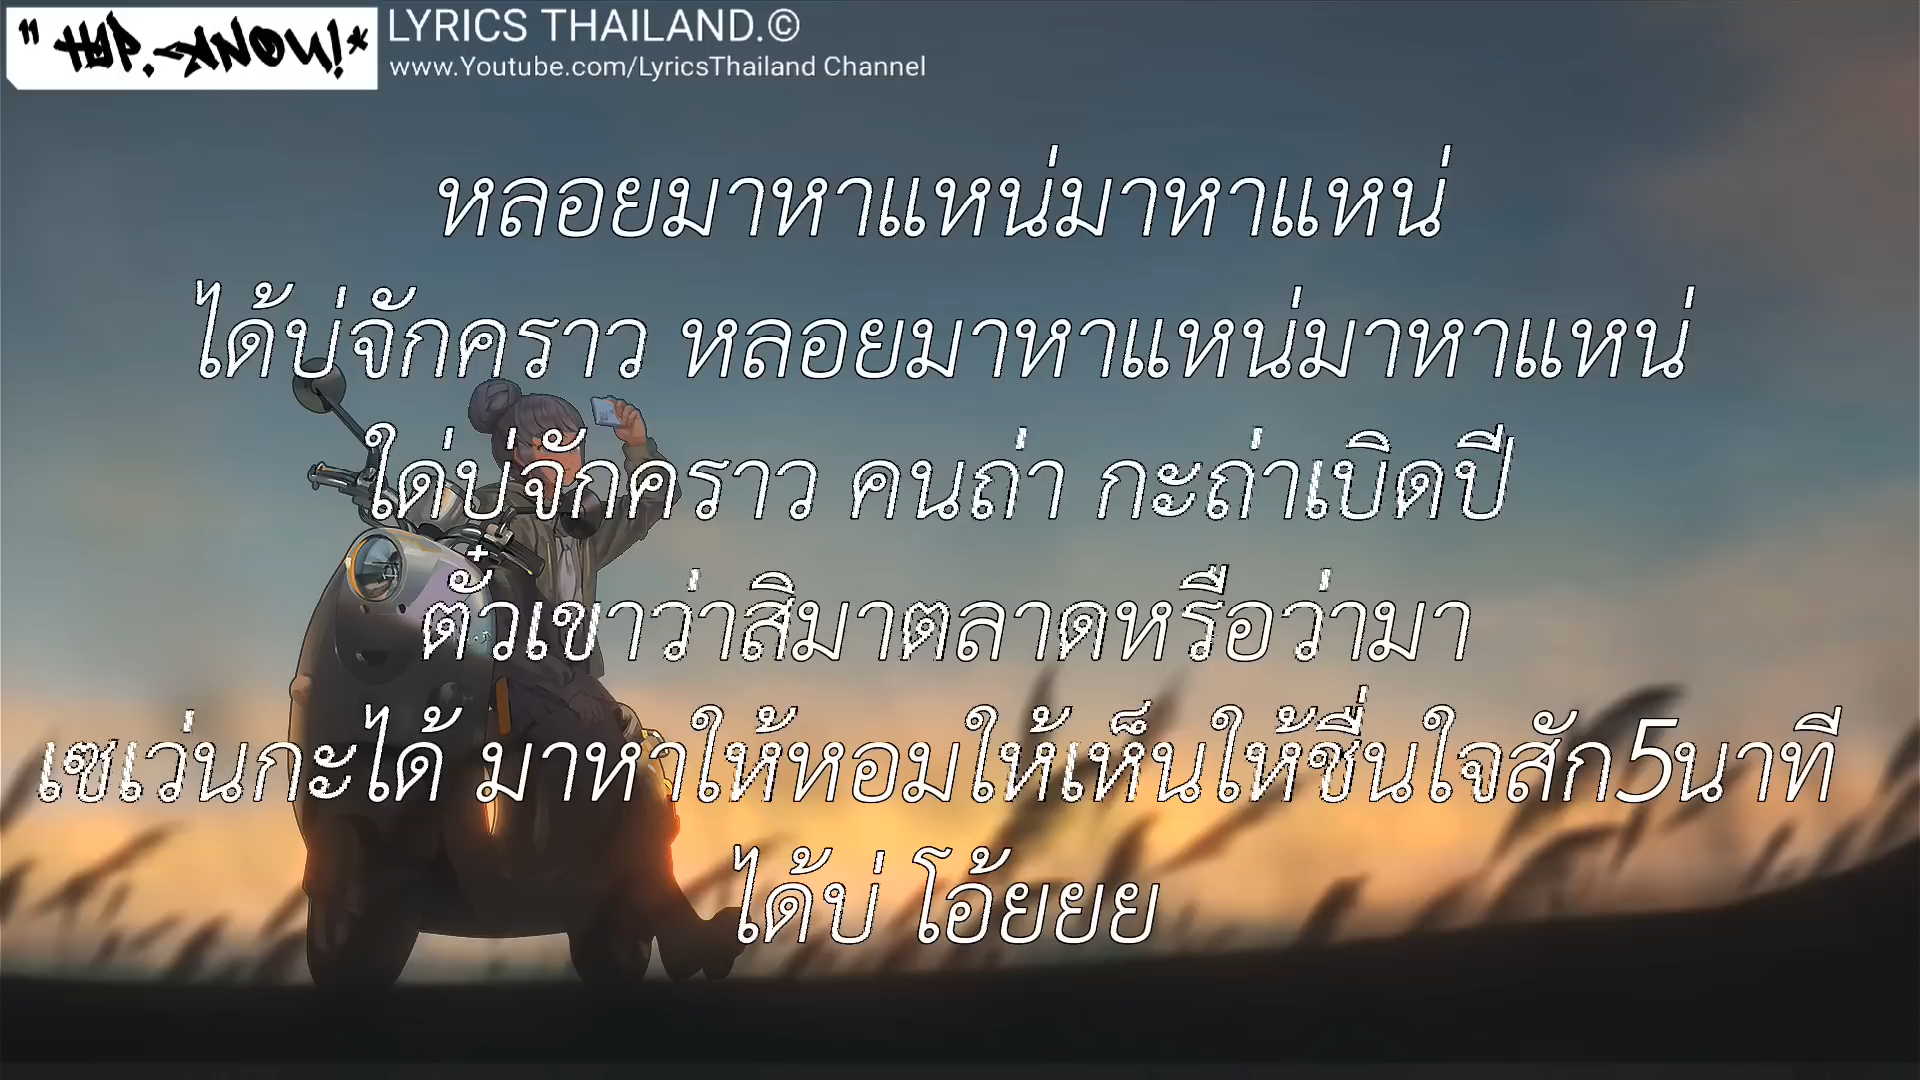 " HAP.-KNOW!*
LYRICS THAILAND.©
www.Youtube.com/LyricsThailand Channel
หลอยมาหาแหน่มาหาแหน่
ได้บ่จักคราว หลอยมาหาแหน่มาหาแหน่
ใด่บ่จักคราว คนถ่า กะถ่าเบิดปี
ตั๋วเขาว่าสิมาตลาดหรือว่ามา
เซเว่นกะได้ มาหาให้หอมให้เห็นให้ชื่นใจสัก5นาที
ได้บ่ โอ้ยยย